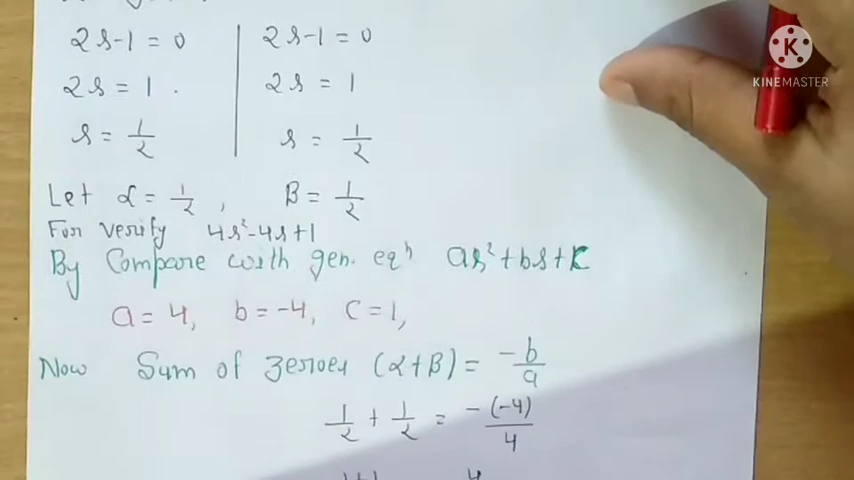 2s-1 = 0 | 2s-1 = 0
2s = 1 . | 2s = 1
s = 1/2 | s = 1/2
Let α = 1/2 , β = 1/2
For verify 4s²-4s+1
By Compare with gen. eqⁿ as²+bs+c
a = 4, b = -4, c = 1,
Now Sum of zeroes (α+β) = -b/a
1/2 + 1/2 = -(-4)/4
K
KINEMASTER